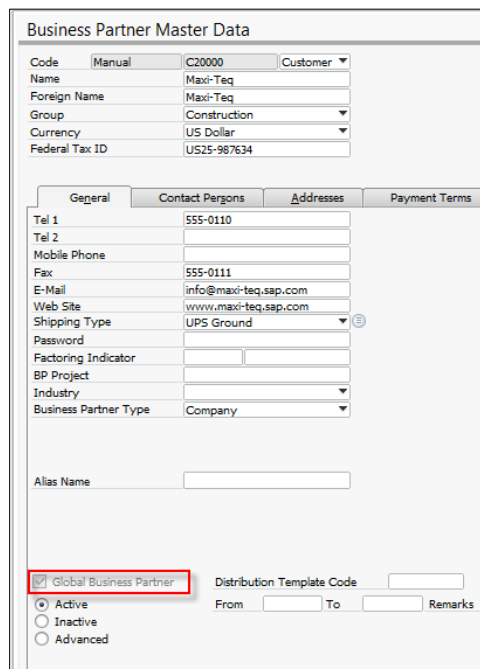 Business Partner Master Data
Code Manual C20000 Customer
Name Maxi-Teq
Foreign Name Maxi-Teq
Group Construction
Currency US Dollar
Federal Tax ID US25-987634
General Contact Persons Addresses Payment Terms
Tel 1 555-0110
Tel 2
Mobile Phone
Fax 555-0111
E-Mail info@maxi-teq.sap.com
Web Site www.maxi-teq.sap.com
Shipping Type UPS Ground
Password
Factoring Indicator
BP Project
Industry
Business Partner Type Company
Alias Name
Global Business Partner Distribution Template Code
Active From To Remarks
Inactive
Advanced